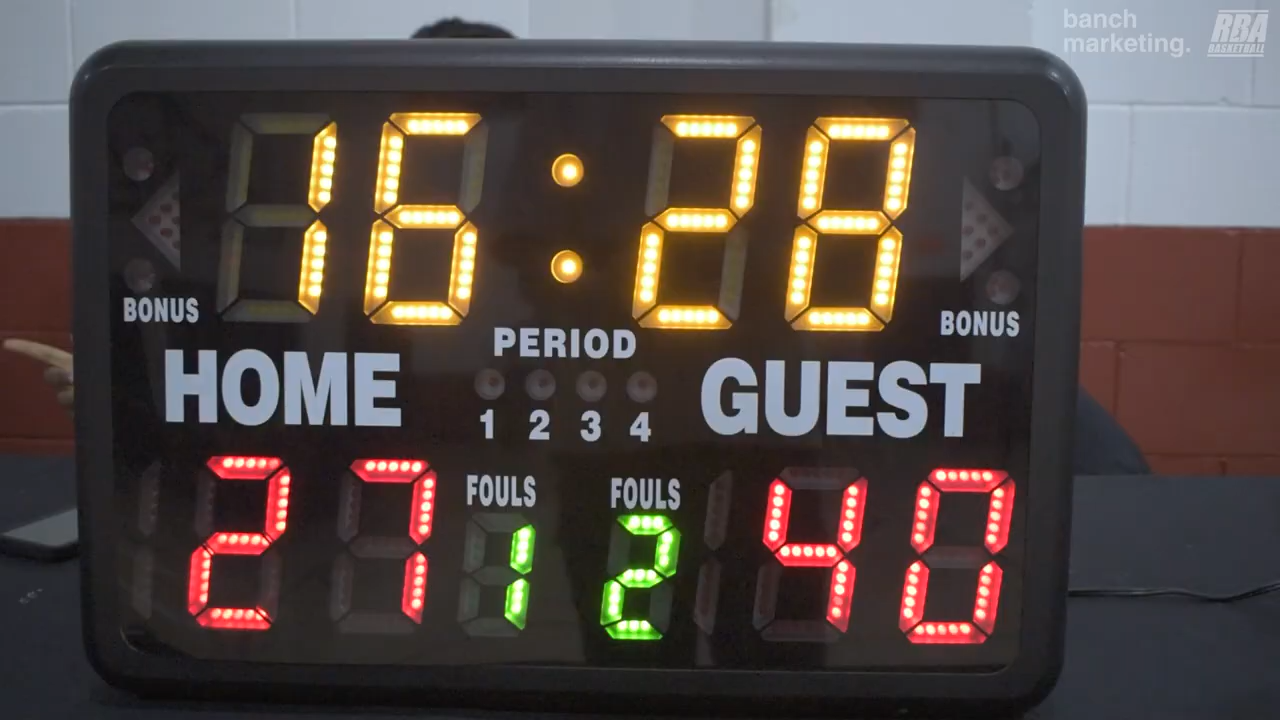 banch
marketing.
RBA
BASKETBALL
16:28
BONUS
BONUS
PERIOD
HOME
GUEST
1 2 3 4
FOULS
FOULS
27
1
2
40